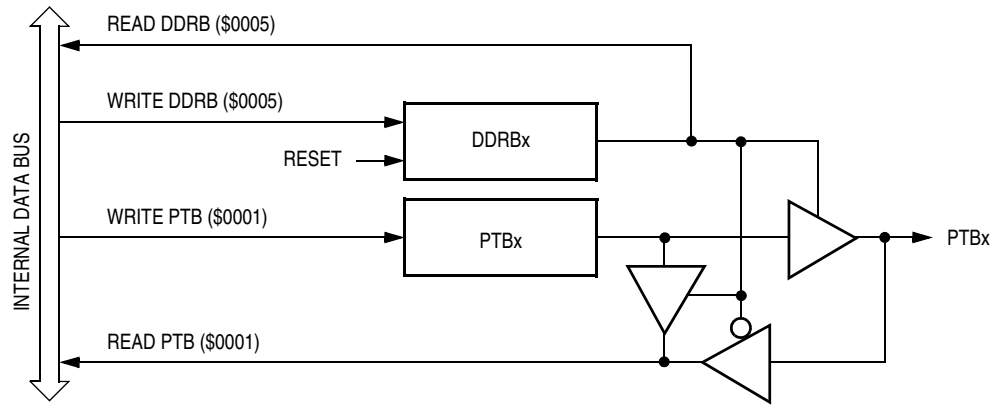 READ DDRB ($0005)
WRITE DDRB ($0005)
DDRBx
RESET
WRITE PTB ($0001)
PTBx
PTBx
READ PTB ($0001)
INTERNAL DATA BUS